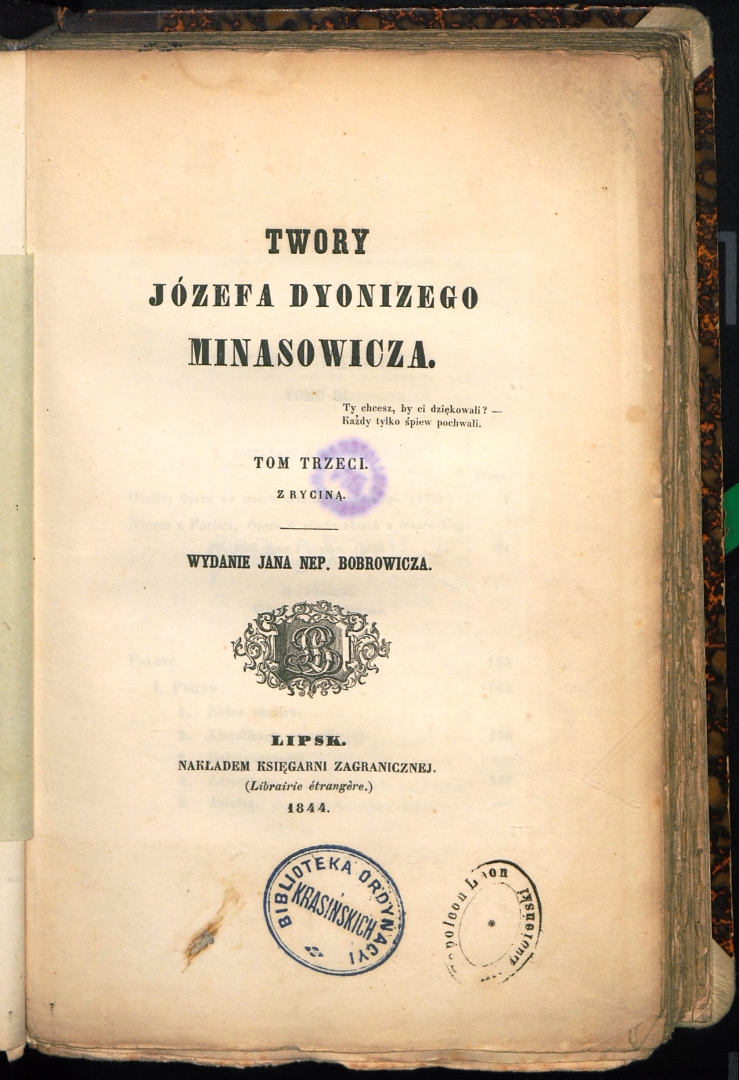 TWORY
JÓZEFA DYONIZEGO
MINASOWICZA.
Ty chcesz, by ci dziękowali? —
Każdy tylko śpiew pochwali.
TOM TRZECI.
Z RYCINĄ.
WYDANIE JANA NEP. BOBROWICZA.
LIPSK.
NAKŁADEM KSIĘGARNI ZAGRANICZNEJ.
(Librairie étrangère.)
1844.
BIBLIOTEKA ORDYNACYI
KRASIŃSKICH